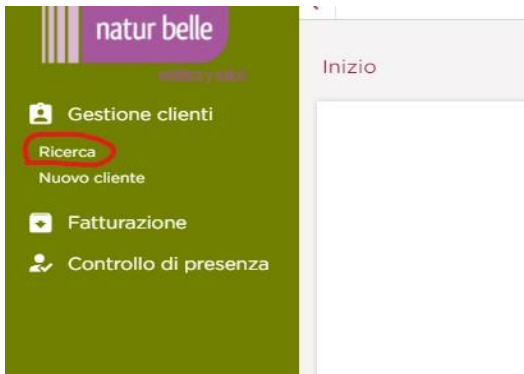 natur belle
Inizio
Gestione clienti
Ricerca
Nuovo cliente
Fatturazione
Controllo di presenza